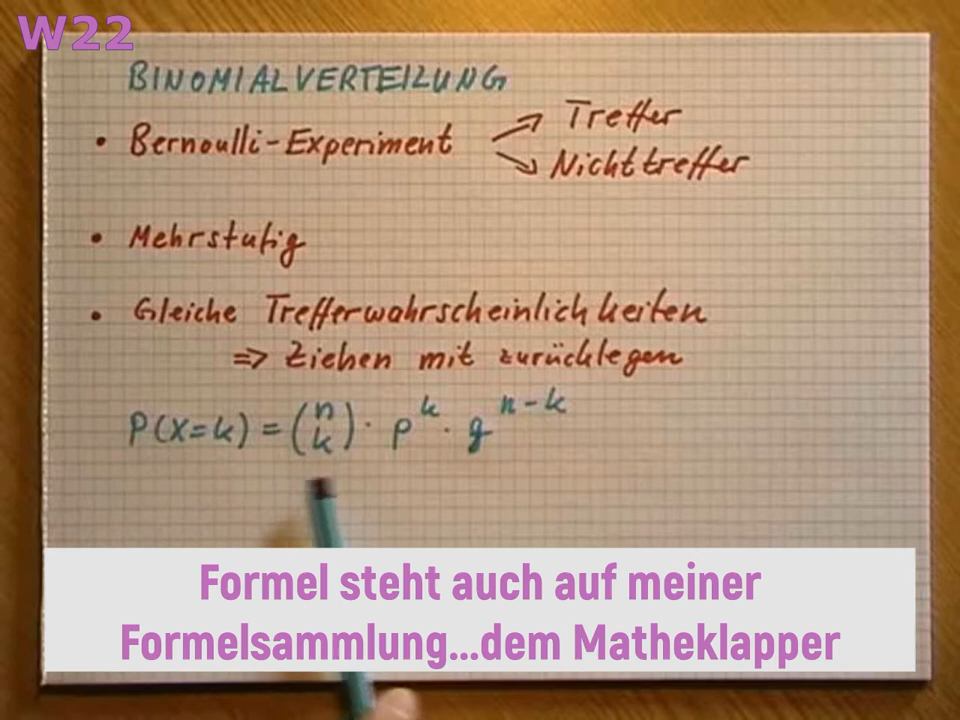 W22
BINOMIALVERTEILUNG
• Bernoulli-Experiment
Treffer
Nichttreffer
• Mehrstufig
• Gleiche Trefferwahrscheinlichkeiten
=> Ziehen mit zurücklegen
P(X=k) = (n k) · p^k · q^n-k
Formel steht auch auf meiner
Formelsammlung...dem Matheklapper